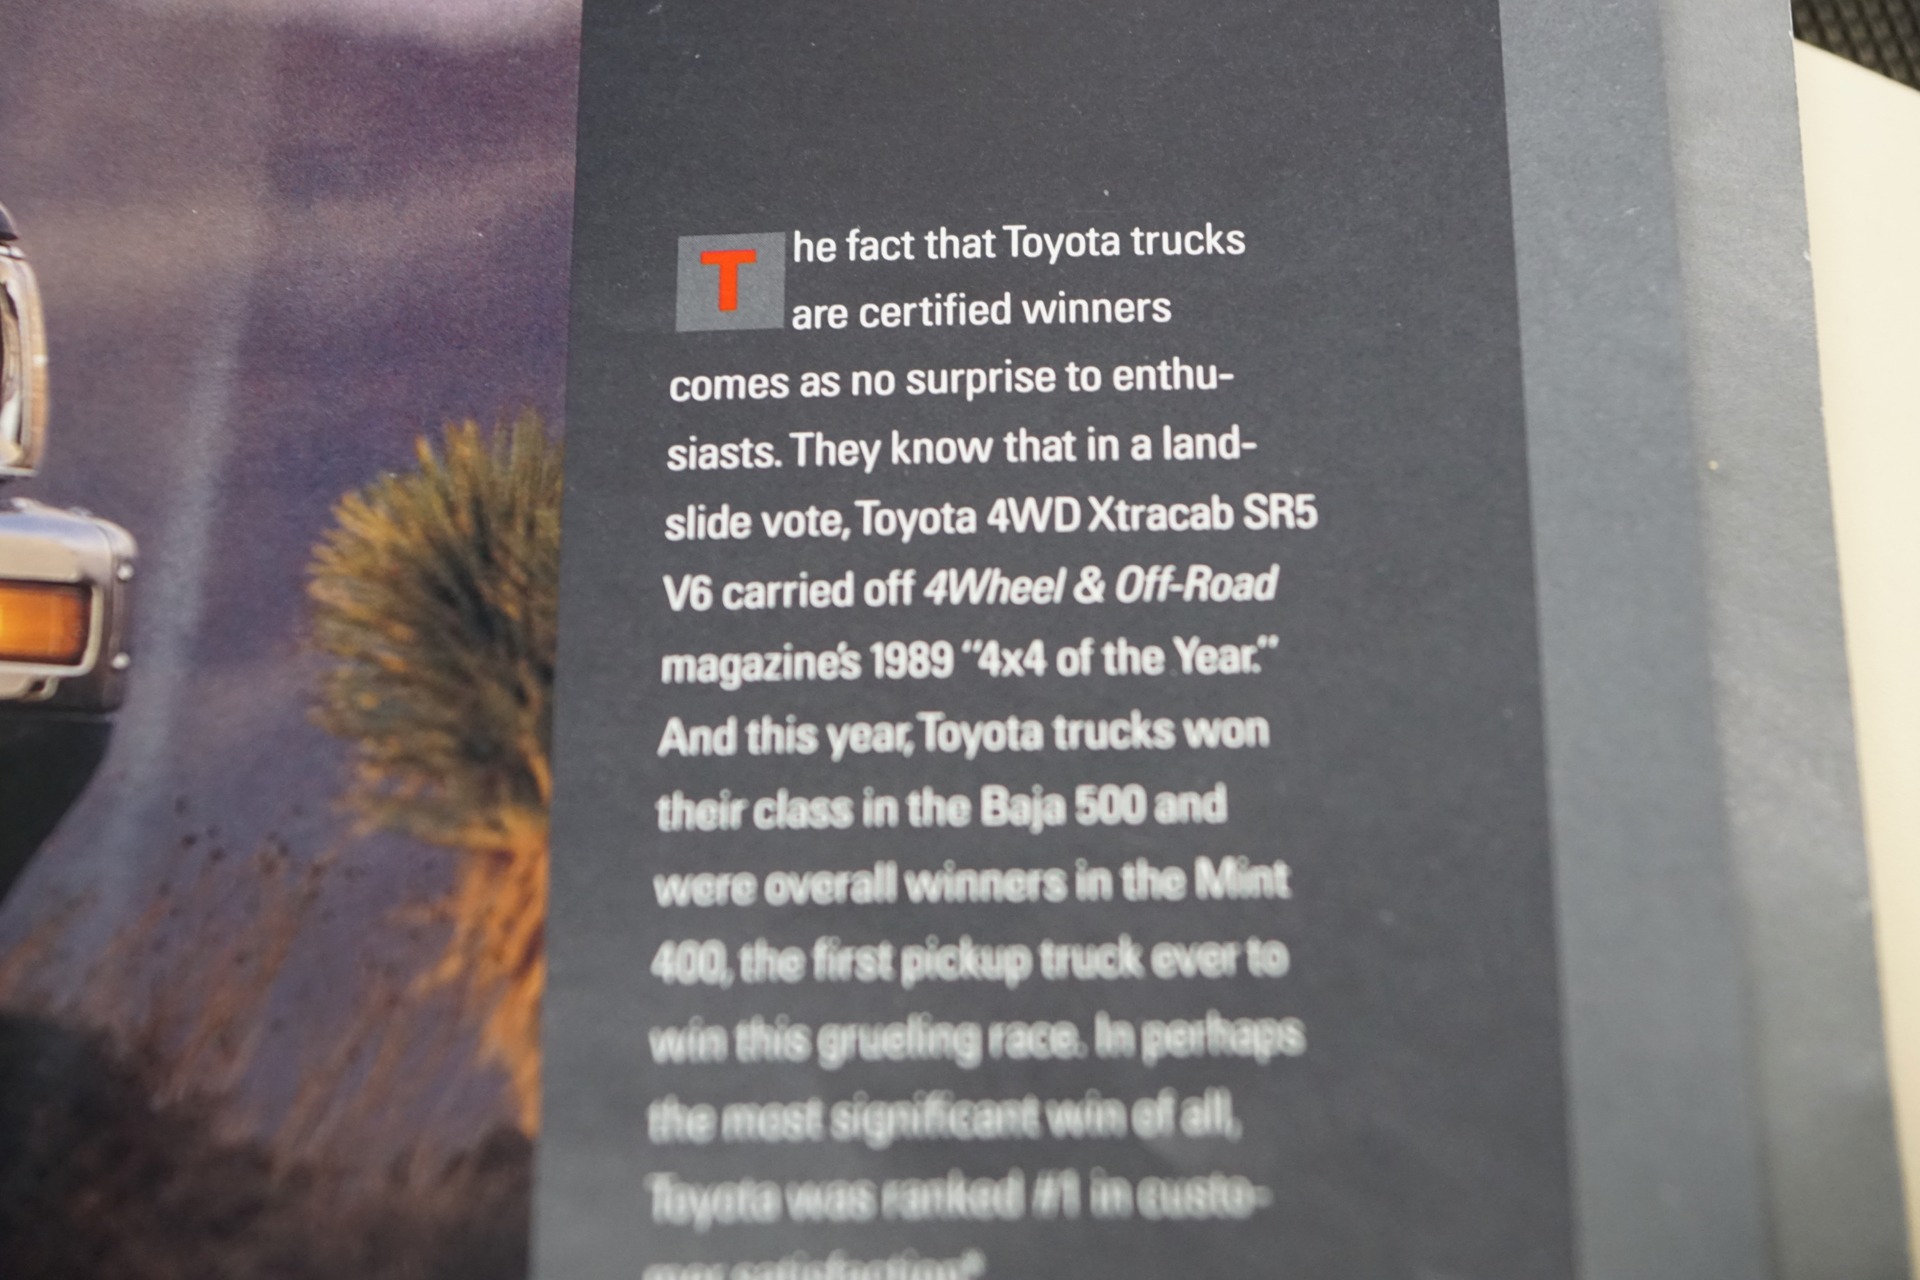 The fact that Toyota trucks
are certified winners
comes as no surprise to enthu-
siasts. They know that in a land-
slide vote, Toyota 4WD Xtracab SR5
V6 carried off 4Wheel & Off-Road
magazine's 1989 "4x4 of the Year."
And this year, Toyota trucks won
their class in the Baja 500 and
were overall winners in the Mint
400, the first pickup truck ever to
win this grueling race. In perhaps
the most significant win of all,
Toyota was ranked #1 in custo-
mer satisfaction*